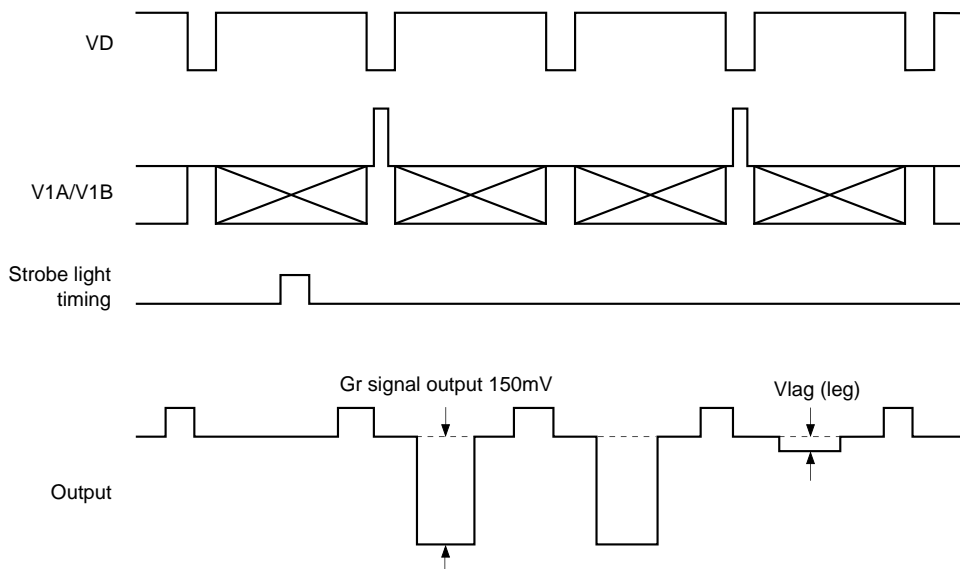 VD
V1A/V1B
Strobe light
timing
Gr signal output 150mV
Vlag (leg)
Output